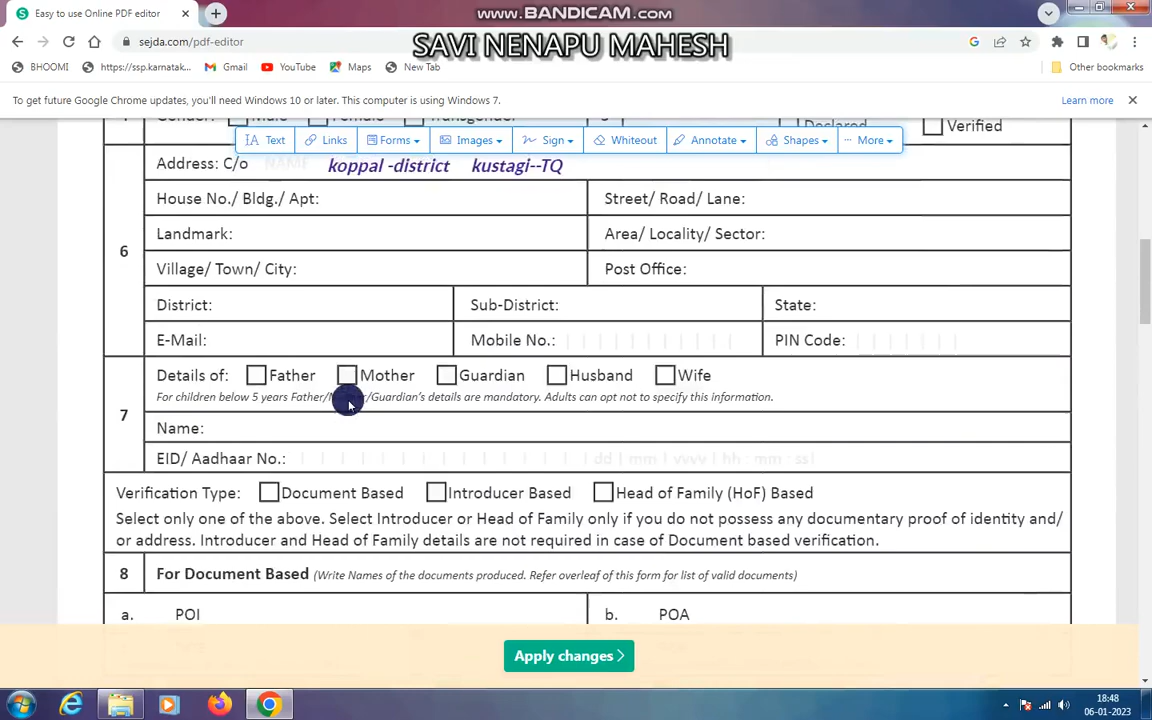 www.BANDICAM.com
Easy to use Online PDF editor
sejda.com/pdf-editor
SAVI NENAPU MAHESH
BHOOMI
https://ssp.karnatak...
Gmail
YouTube
Maps
New Tab
Other bookmarks
To get future Google Chrome updates, you'll need Windows 10 or later. This computer is using Windows 7.
Learn more
Declared
Verified
Text
Links
Forms
Images
Sign
Whiteout
Annotate
Shapes
More
Address: C/o NAME koppal -district kustagi--TQ
6
House No./ Bldg./ Apt:
Street/ Road/ Lane:
Landmark:
Area/ Locality/ Sector:
Village/ Town/ City:
Post Office:
District:
Sub-District:
State:
E-Mail:
Mobile No.:
PIN Code:
7
Details of: Father Mother Guardian Husband Wife
For children below 5 years Father/ /Guardian's details are mandatory. Adults can opt not to specify this information.
Name:
EID/ Aadhaar No.: dd | mm | yyyy | hh : mm : ss
Verification Type: Document Based Introducer Based Head of Family (HoF) Based
Select only one of the above. Select Introducer or Head of Family only if you do not possess any documentary proof of identity and/
or address. Introducer and Head of Family details are not required in case of Document based verification.
8 For Document Based (Write Names of the documents produced. Refer overleaf of this form for list of valid documents)
a. POI
b. POA
Apply changes
18:48
06-01-2023